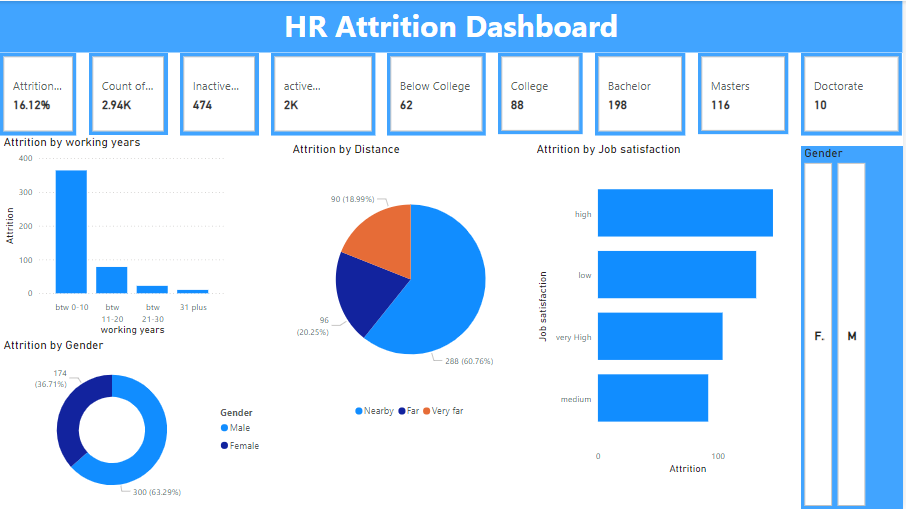 HR Attrition Dashboard
Attrition...
16.12%
Count of...
2.94K
Inactive...
474
active...
2K
Below College
62
College
88
Bachelor
198
Masters
116
Doctorate
10
Attrition by working years
400
300
200
100
0
Attrition
btw 0-10
btw
11-20
btw
21-30
31 plus
working years
Attrition by Distance
90 (18.99%)
96
(20.25%)
288 (60.76%)
Nearby
Far
Very far
Attrition by Job satisfaction
Job satisfaction
high
low
very High
medium
0
100
Attrition
Gender
F.
M
Attrition by Gender
174
(36.71%)
300 (63.29%)
Gender
Male
Female